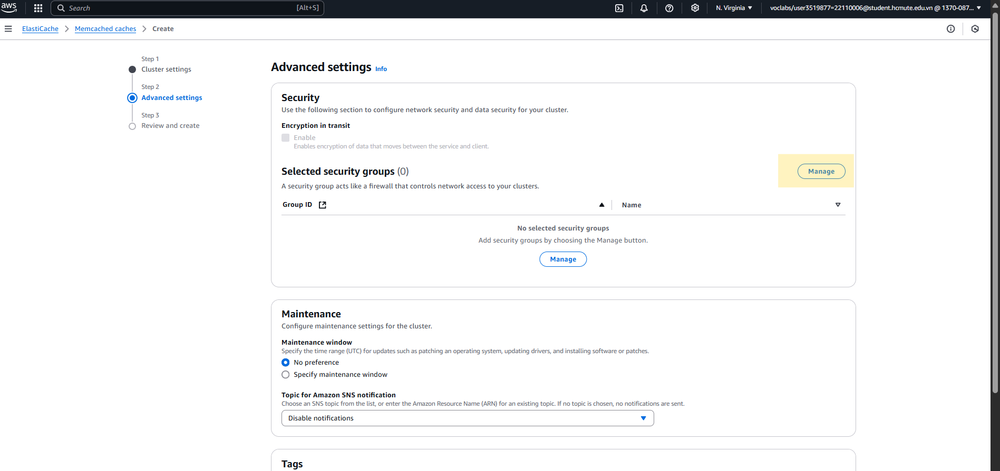 aws
Search
[Alt+S]
N. Virginia
voclabs/user3519877=22110006@student.hcmute.edu.vn @ 1370-087...
ElastiCache
Memcached caches
Create
Step 1
Cluster settings
Step 2
Advanced settings
Step 3
Review and create
Advanced settings Info
Security
Use the following section to configure network security and data security for your cluster.
Encryption in transit
Enable
Enables encryption of data that moves between the service and client.
Selected security groups (0)
Manage
A security group acts like a firewall that controls network access to your clusters.
Group ID
Name
No selected security groups
Add security groups by choosing the Manage button.
Manage
Maintenance
Configure maintenance settings for the cluster.
Maintenance window
Specify the time range (UTC) for updates such as patching an operating system, updating drivers, and installing software or patches.
No preference
Specify maintenance window
Topic for Amazon SNS notification
Choose an SNS topic from the list, or enter the Amazon Resource Name (ARN) for an existing topic. If no topic is chosen, no notifications are sent.
Disable notifications
Tags